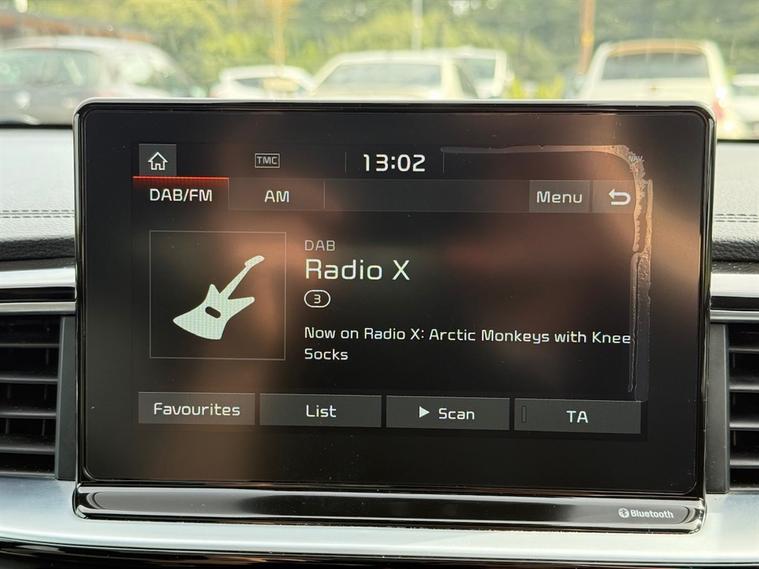 TMC
13:02
DAB/FM
AM
Menu
DAB
Radio X
3
Now on Radio X: Arctic Monkeys with Knee
Socks
Favourites
List
Scan
TA
Bluetooth